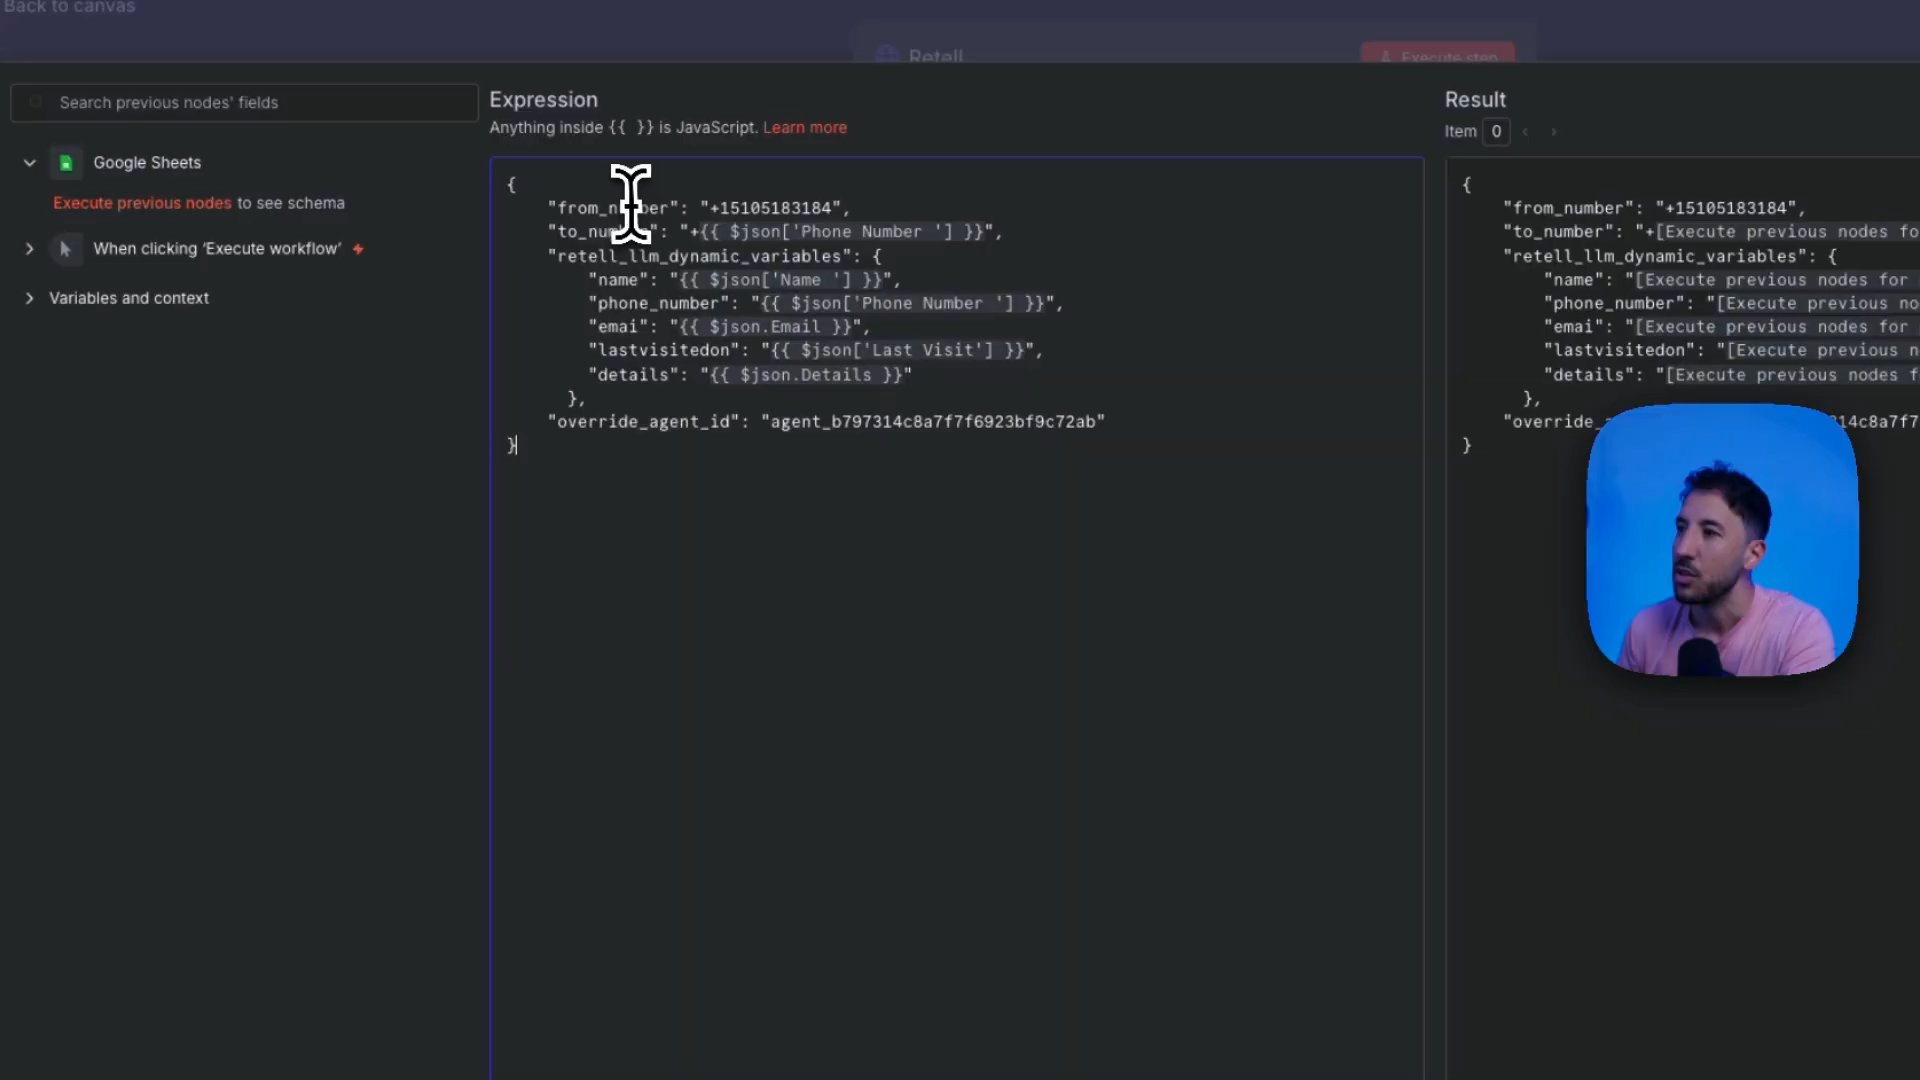 Back to canvas
Retell
Execute step
Search previous nodes' fields
Google Sheets
Execute previous nodes to see schema
When clicking ‘Execute workflow’
Variables and context
Expression
Anything inside {{ }} is JavaScript. Learn more
{
"from_number": "+15105183184",
"to_number": "+{{ $json['Phone Number '] }}",
"retell_llm_dynamic_variables": {
"name": "{{ $json['Name '] }}",
"phone_number": "{{ $json['Phone Number '] }}",
"emai": "{{ $json.Email }}",
"lastvisitedon": "{{ $json['Last Visit'] }}",
"details": "{{ $json.Details }}"
},
"override_agent_id": "agent_b797314c8a7f7f6923bf9c72ab"
}
Result
Item 0
{
"from_number": "+15105183184",
"to_number": "+[Execute previous nodes fo
"retell_llm_dynamic_variables": {
"name": "[Execute previous nodes for
"phone_number": "[Execute previous no
"emai": "[Execute previous nodes for
"lastvisitedon": "[Execute previous n
"details": "[Execute previous nodes f
},
"override_ 14c8a7f7
}